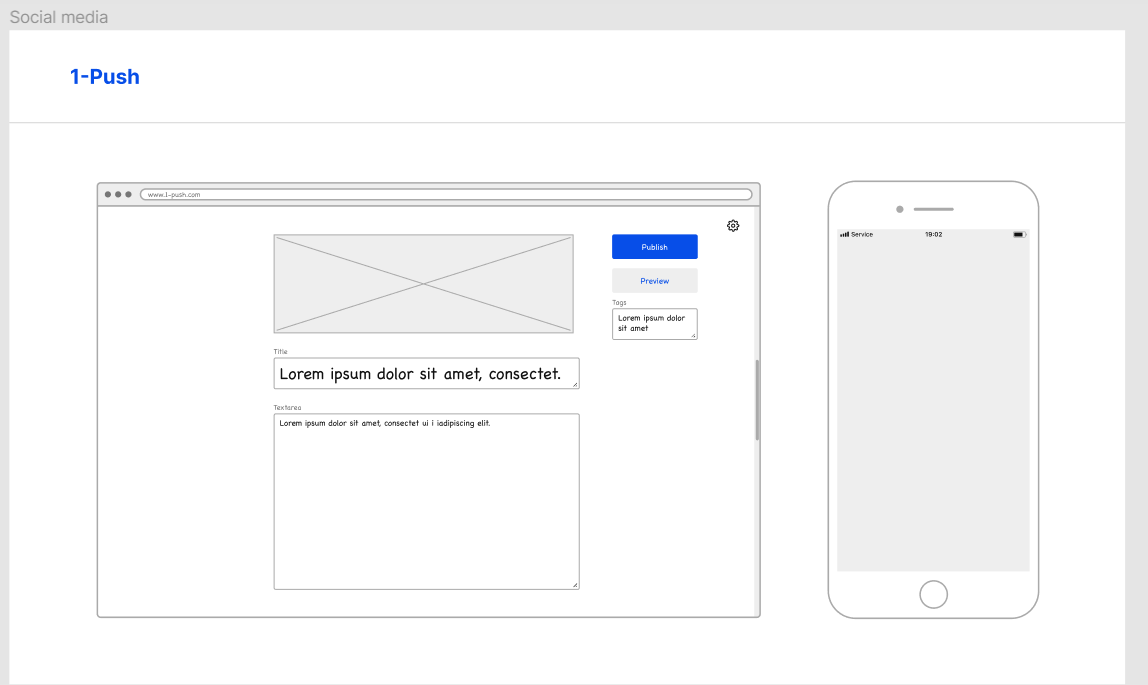 Social media
1-Push
www.1-push.com
Publish
Preview
Tags
Lorem ipsum dolor
sit amet
Title
Lorem ipsum dolor sit amet, consectet.
Textarea
Lorem ipsum dolor sit amet, consectet ui i iadipiscing elit.
Service
19:02